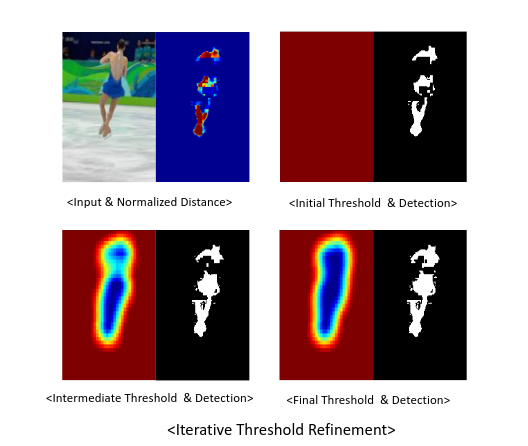 <Input & Normalized Distance>
<Initial Threshold & Detection>
<Intermediate Threshold & Detection>
<Final Threshold & Detection>
<Iterative Threshold Refinement>